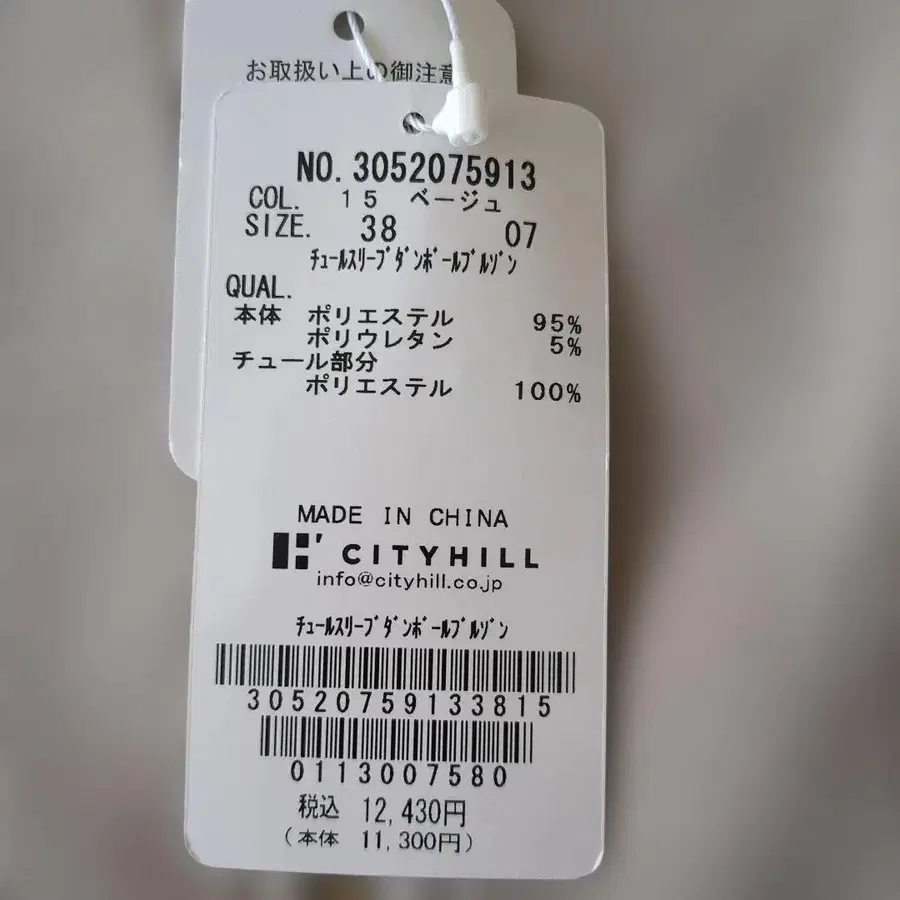 お取扱い上の御注意
NO. 3052075913
COL. 15 ベージュ
SIZE. 38 07
ﾁｭｰﾙｽﾘｰﾌﾞﾀﾞﾝﾎﾞｰﾙﾌﾞﾙｿﾞﾝ
QUAL.
本体 ポリエステル 95%
ポリウレタン 5%
チュール部分
ポリエステル 100%
MADE IN CHINA
CITYHILL
info@cityhill.co.jp
ﾁｭｰﾙｽﾘｰﾌﾞﾀﾞﾝﾎﾞｰﾙﾌﾞﾙｿﾞﾝ
30520759133815
0113007580
税込 12,430円
(本体 11,300円)